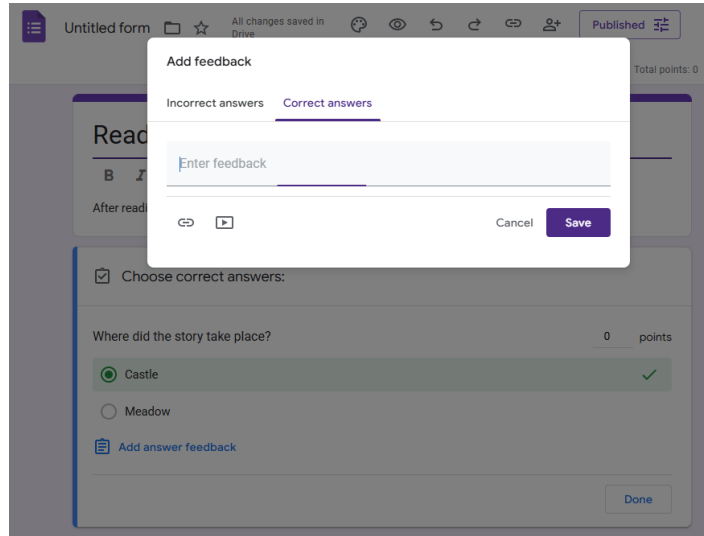 Untitled form
All changes saved in
Drive
Published
Total points: 0
Add feedback
Incorrect answers Correct answers
Read
Enter feedback
B I
After readi
Cancel Save
Choose correct answers:
Where did the story take place? 0 points
Castle
Meadow
Add answer feedback
Done